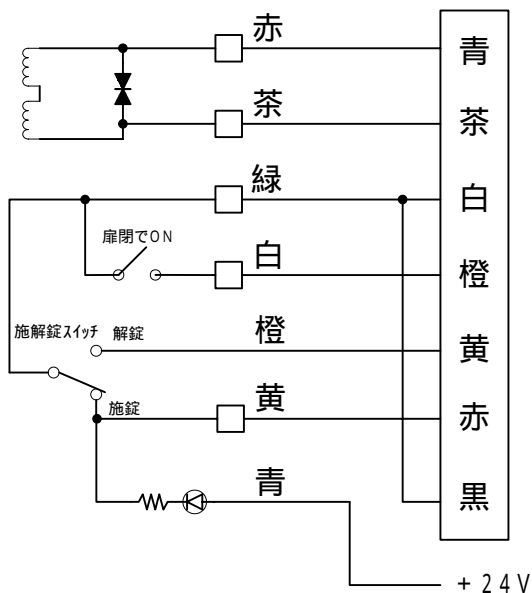 赤 青
茶 茶
緑 白
扉閉でON 白 橙
施解錠ｽｲｯﾁ 解錠 橙 黄
施錠 黄 赤
青 黒
+24V